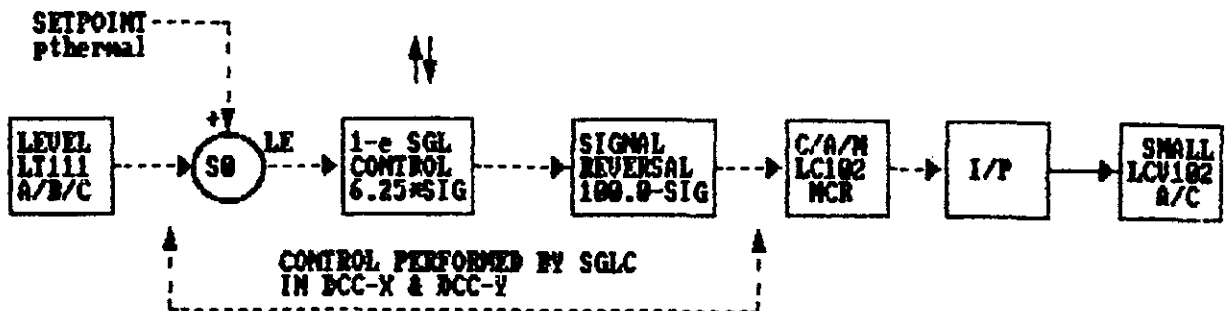 SETPOINT
pthermal
+
LE
LEVEL
LT111
A/B/C
S0
1-e SGL
CONTROL
6.25*SIG
SIGNAL
REVERSAL
100.0-SIG
C/A/M
LC102
MCR
I/P
SMALL
LCV102
A/C
CONTROL PERFORMED BY SGLC
IN DCC-X & DCC-Y